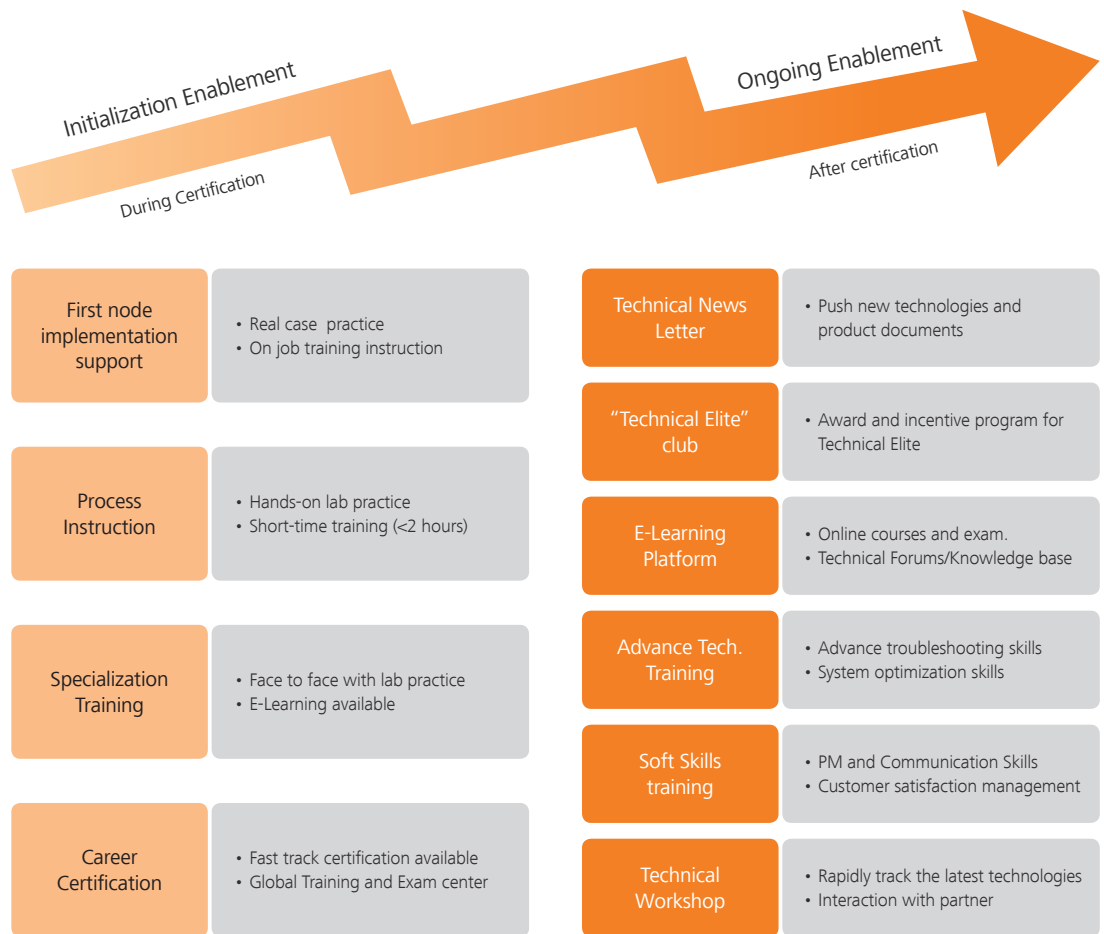 Initialization Enablement
During Certification
Ongoing Enablement
After certification
First node
implementation
support
• Real case practice
• On job training instruction
Process
Instruction
• Hands-on lab practice
• Short-time training (<2 hours)
Specialization
Training
• Face to face with lab practice
• E-Learning available
Career
Certification
• Fast track certification available
• Global Training and Exam center
Technical News
Letter
• Push new technologies and
product documents
“Technical Elite”
club
• Award and incentive program for
Technical Elite
E-Learning
Platform
• Online courses and exam.
• Technical Forums/Knowledge base
Advance Tech.
Training
• Advance troubleshooting skills
• System optimization skills
Soft Skills
training
• PM and Communication Skills
• Customer satisfaction management
Technical
Workshop
• Rapidly track the latest technologies
• Interaction with partner